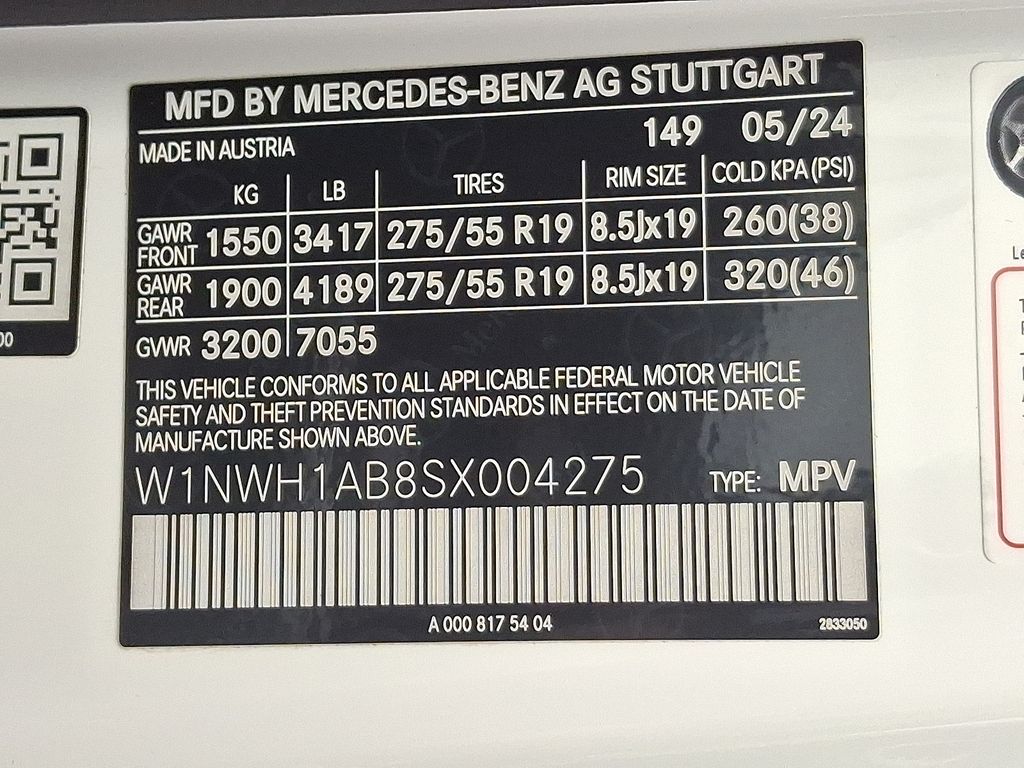 MFD BY MERCEDES-BENZ AG STUTTGART
MADE IN AUSTRIA 149 05/24
KG LB TIRES RIM SIZE COLD KPA (PSI)
GAWR FRONT 1550 3417 275/55 R19 8.5Jx19 260(38)
GAWR REAR 1900 4189 275/55 R19 8.5Jx19 320(46)
GVWR 3200 7055
THIS VEHICLE CONFORMS TO ALL APPLICABLE FEDERAL MOTOR VEHICLE
SAFETY AND THEFT PREVENTION STANDARDS IN EFFECT ON THE DATE OF
MANUFACTURE SHOWN ABOVE.
W1NWH1AB8SX004275 TYPE: MPV
A 000 817 54 04 2833050